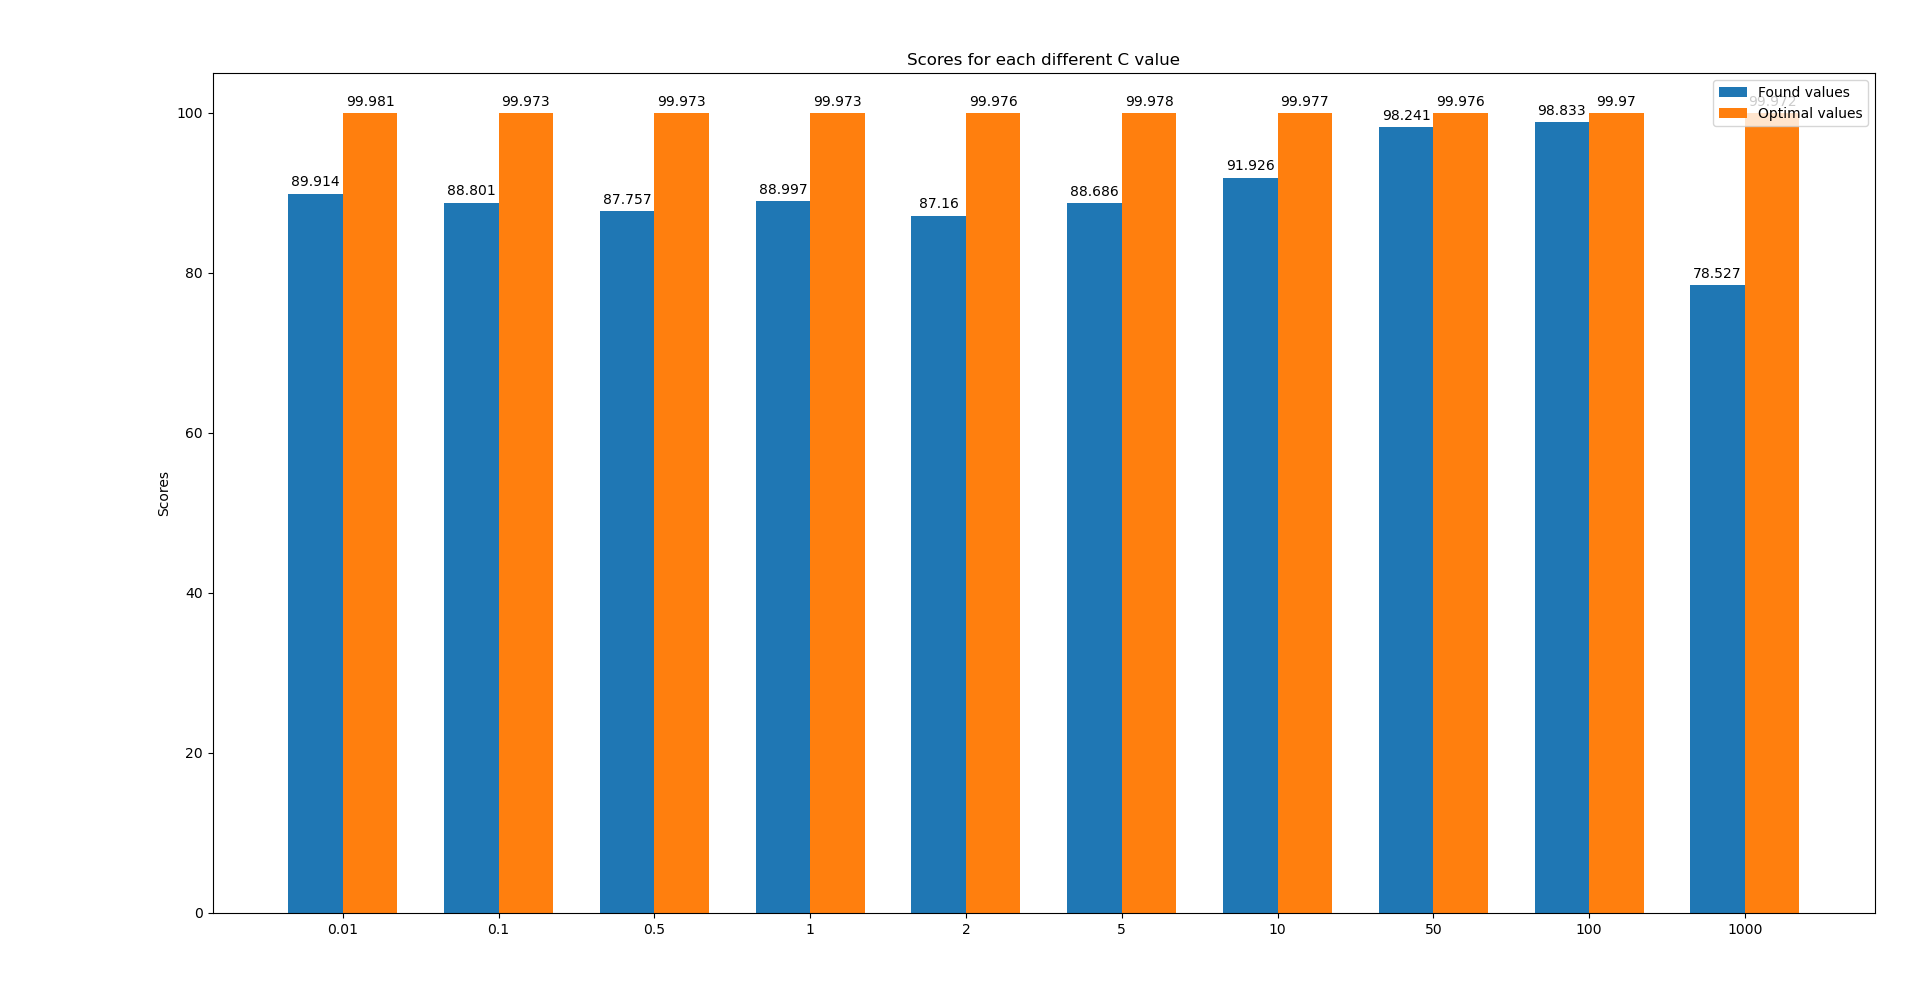 Scores for each different C value
Found values
Optimal values
99.981 99.973 99.973 99.973 99.976 99.978 99.977 99.976 99.97 99.972
89.914 88.801 87.757 88.997 87.16 88.686 91.926 98.241 98.833 78.527
100
80
60
40
20
0
Scores
0.01 0.1 0.5 1 2 5 10 50 100 1000